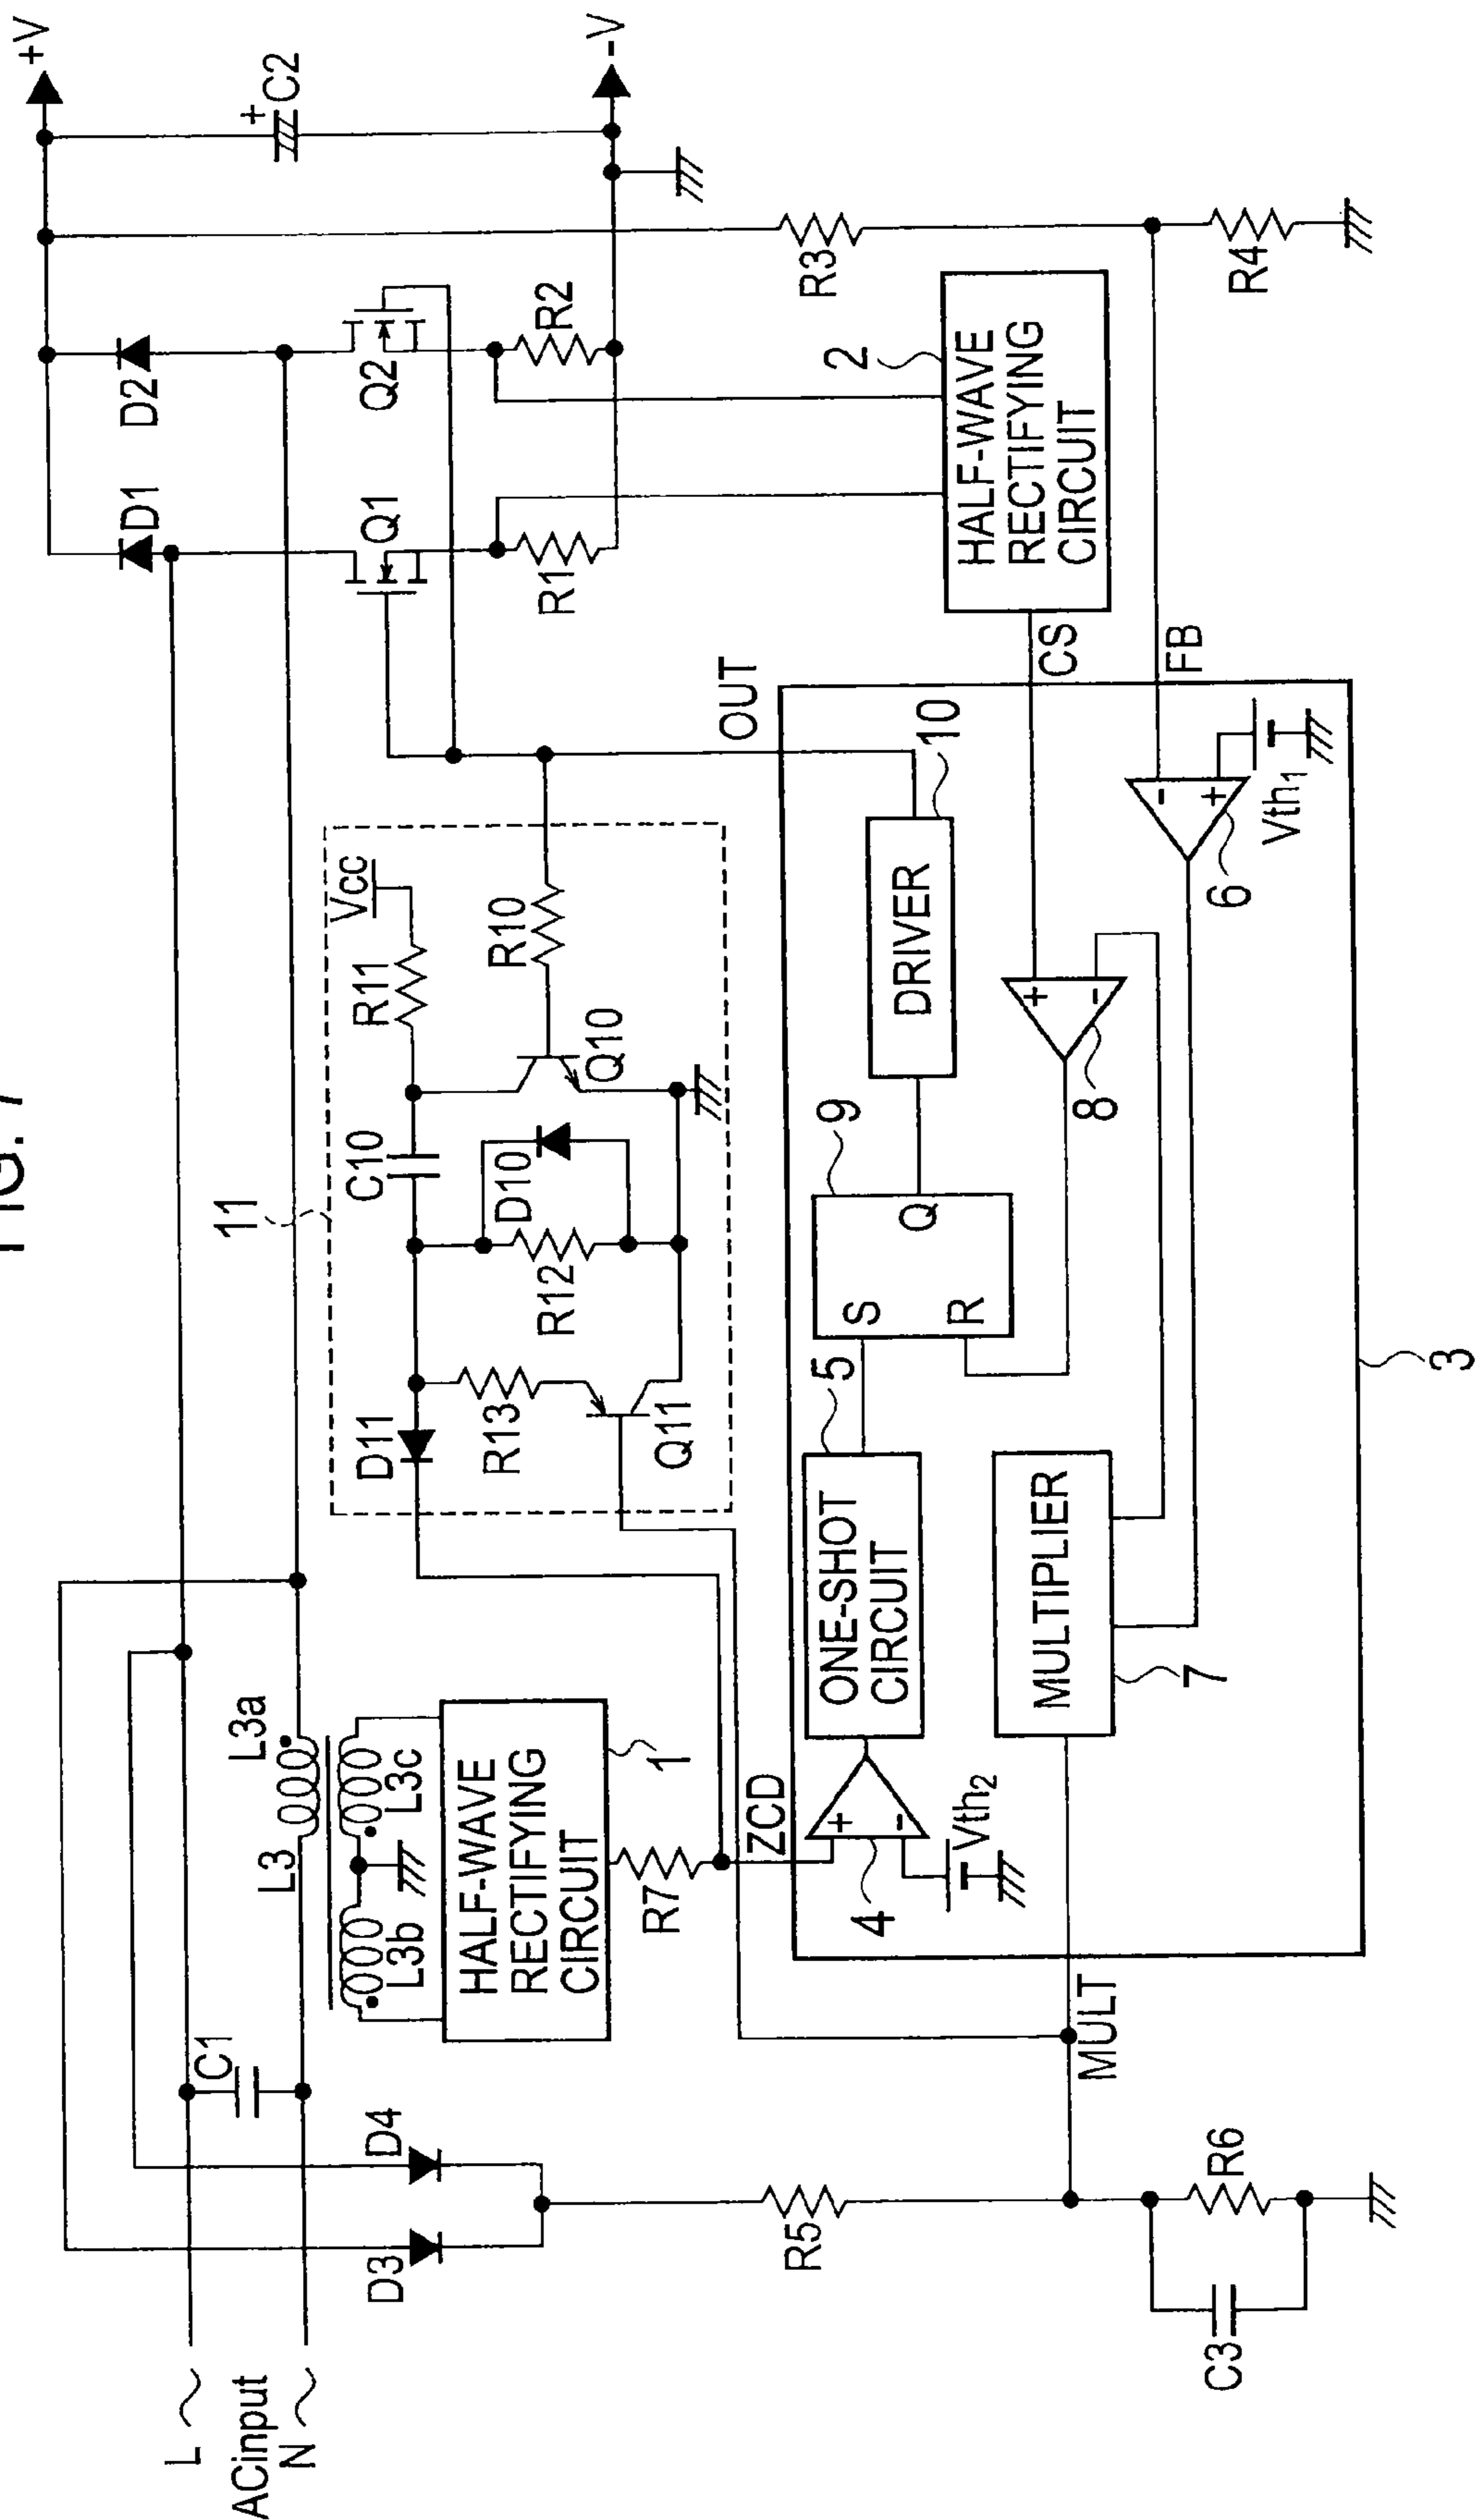 FIG. 7
L
ACinput
N
C1
L3
L3a
L3b
L3c
HALF-WAVE
RECTIFYING
CIRCUIT
1
R7
ZCD
D3
D4
R5
MULT
C3
R6
11
D11
R13
Q11
C10
R12
D10
R11
Vcc
R10
Q10
D1
D2
Q1
Q2
R1
R2
+V
-V
+
C2
R3
R4
HALF-WAVE
RECTIFYING
CIRCUIT
2
OUT
CS
FB
4
+
-
Vth2
ONE-SHOT
CIRCUIT
5
S
R
Q
9
DRIVER
10
MULTIPLIER
7
+
-
8
-
+
6
Vth1
3